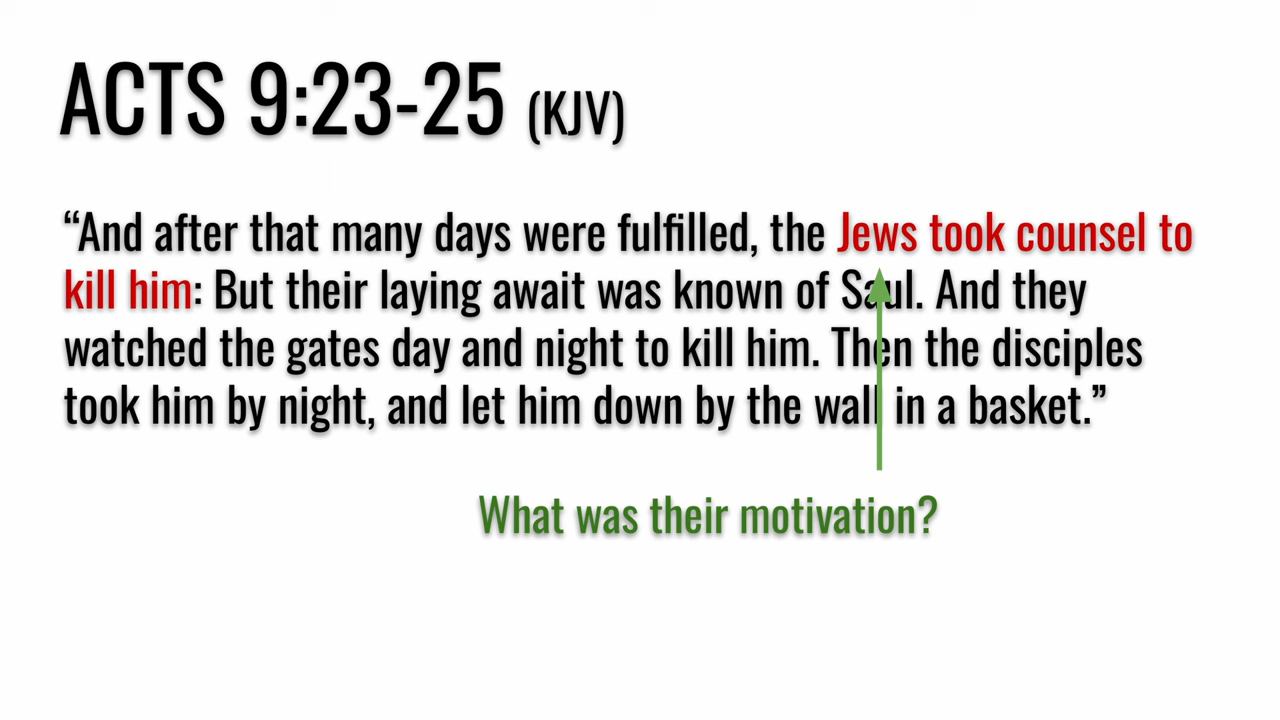 ACTS 9:23-25 (KJV)
“And after that many days were fulfilled, the Jews took counsel to
kill him: But their laying await was known of Saul. And they
watched the gates day and night to kill him. Then the disciples
took him by night, and let him down by the wall in a basket.”
What was their motivation?